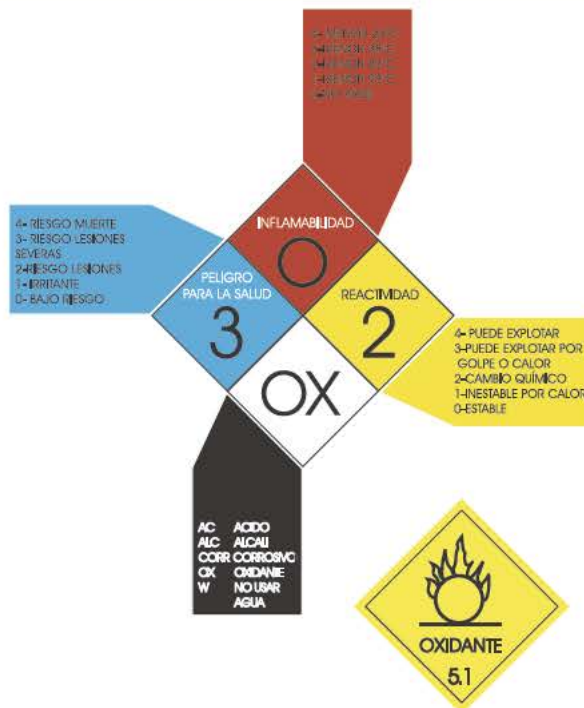 INFLAMABILIDAD
0
4- RIESGO MUERTE
3- RIESGO LESIONES
SEVERAS
2-RIESGO LESIONES
1- IRRITANTE
0- BAJO RIESGO
PELIGRO
PARA LA SALUD
3
REACTIVIDAD
2
4- PUEDE EXPLOTAR
3-PUEDE EXPLOTAR POR
GOLPE O CALOR
2-CAMBIO QUÍMICO
1-INESTABLE POR CALOR
0-ESTABLE
OX
AC ACIDO
ALC ALCALI
CORR CORROSIVO
OX OXIDANTE
W NO USAR
AGUA
OXIDANTE
5.1